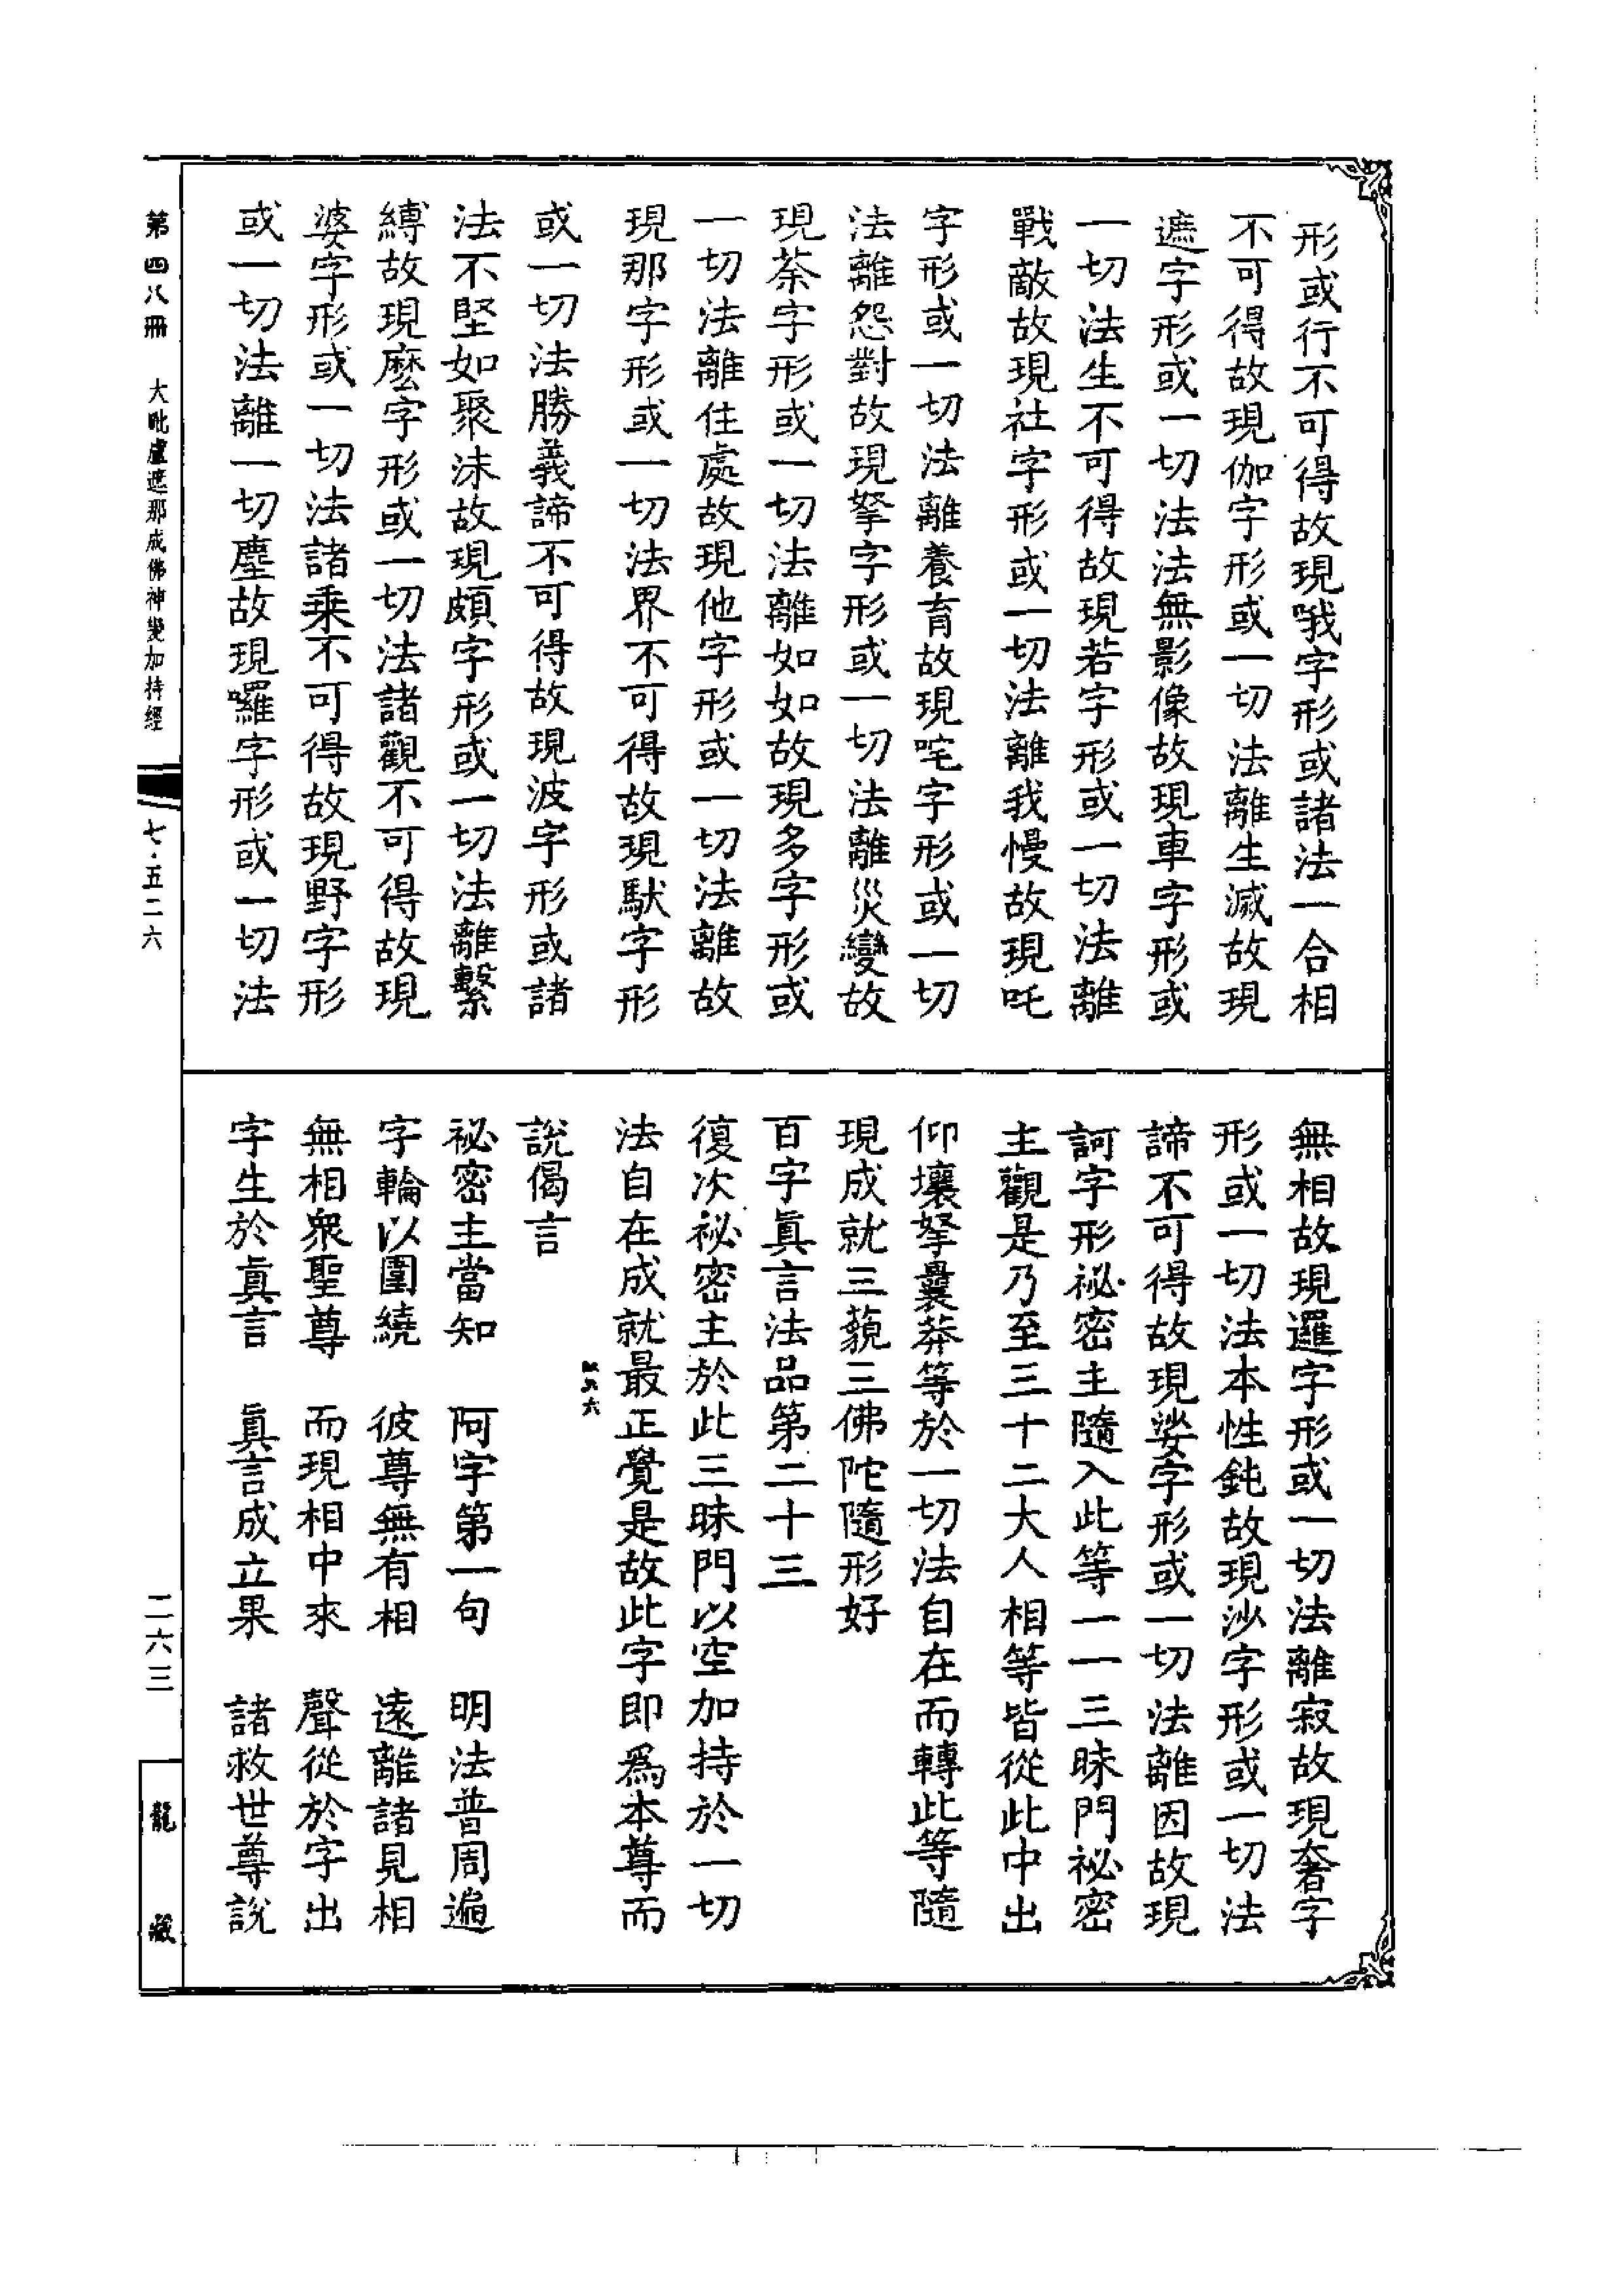 形或行不可得故現哦字形或諸法一合相
不可得故現伽字形或一切法離生滅故現
遮字形或一切法法無影像故現車字形或
一切法生不可得故現若字形或一切法離
戰敵故現社字形或一切法離我慢故現吒
字形或一切法離養育故現咤字形或一切
法離怨對故現拏字形或一切法離災變故
現荼字形或一切法離如如故現多字形或
一切法離住處故現他字形或一切法離故
現那字形或一切法界不可得故現馱字形
或一切法勝義諦不可得故現波字形或諸
法不堅如聚沫故現頗字形或一切法離繫
縛故現麼字形或一切法諸觀不可得故現
婆字形或一切法諸乘不可得故現野字形
或一切法離一切塵故現囉字形或一切法
無相故現邏字形或一切法離寂故現奢字
形或一切法本性鈍故現沙字形或一切法
諦不可得故現娑字形或一切法離因故現
訶字形祕密主隨入此等一一三昧門祕密
主觀是乃至三十二大人相等皆從此中出
仰壤拏曩莽等於一切法自在而轉此等隨
現成就三藐三佛陀隨形好
百字眞言法品第二十三
復次祕密主於此三昧門以空加持於一切
法自在成就最正覺是故此字即爲本尊而
說偈言
祕密主當知　阿字第一句　明法普周遍
字輪以圍繞　彼尊無有相　遠離諸見相
無相衆聖尊　而現相中來　聲從於字出
字生於眞言　眞言成立果　諸救世尊說
第四八冊　大毗盧遮那成佛神變加持經
七·五二六
二六三
龍藏